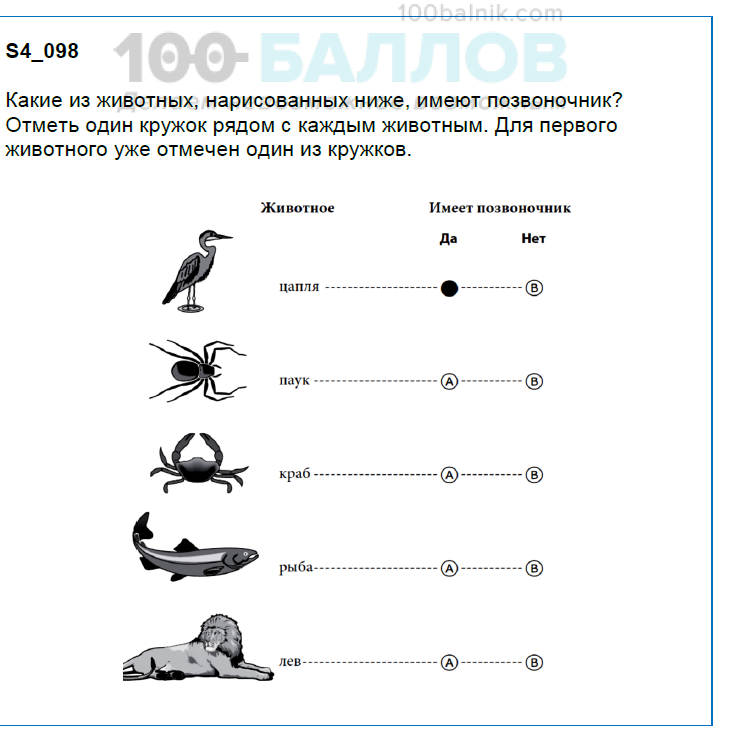 100balnik.com
S4_098
100-БАЛЛОВ
Какие из животных, нарисованных ниже, имеют позвоночник?
Отметь один кружок рядом с каждым животным. Для первого
животного уже отмечен один из кружков.
Животное Имеет позвоночник
Да Нет
цапля B
паук A B
краб A B
рыба A B
лев A B